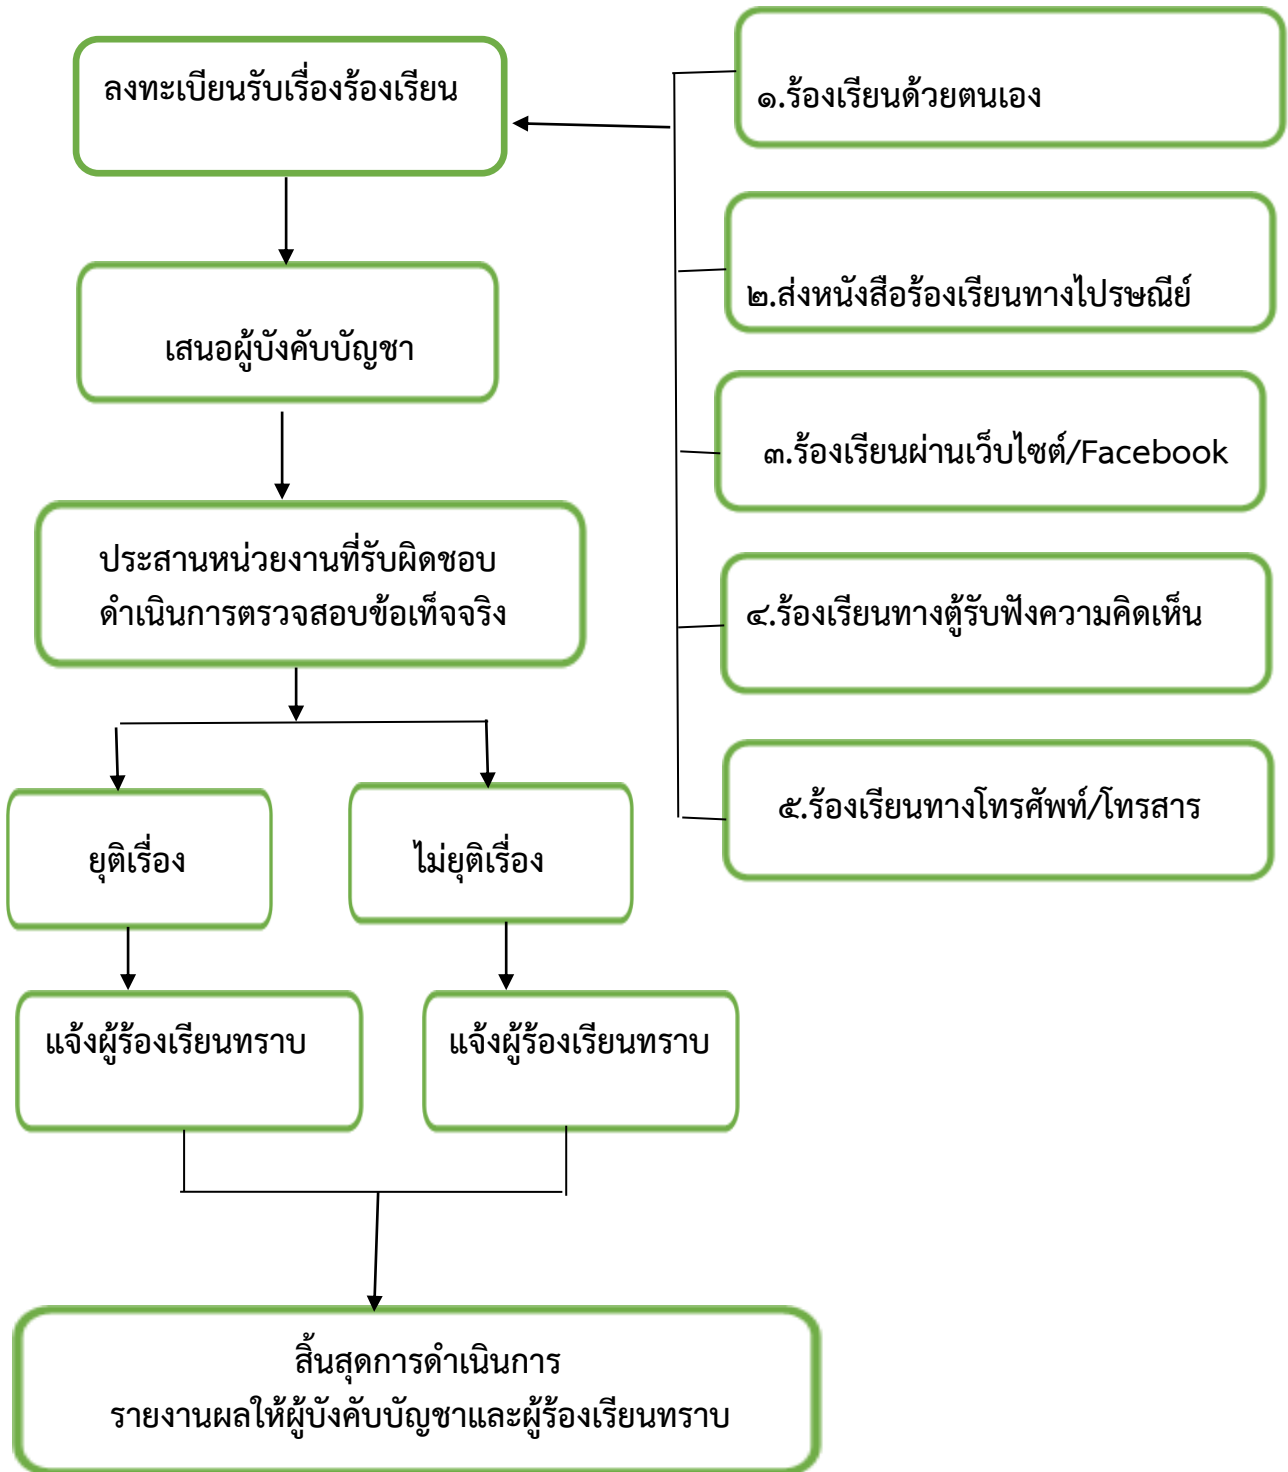 ลงทะเบียนรับเรื่องร้องเรียน
๑.ร้องเรียนด้วยตนเอง
๒.ส่งหนังสือร้องเรียนทางไปรษณีย์
๓.ร้องเรียนผ่านเว็บไซต์/Facebook
๔.ร้องเรียนทางตู้รับฟังความคิดเห็น
๕.ร้องเรียนทางโทรศัพท์/โทรสาร
เสนอผู้บังคับบัญชา
ประสานหน่วยงานที่รับผิดชอบ
ดำเนินการตรวจสอบข้อเท็จจริง
ยุติเรื่อง
ไม่ยุติเรื่อง
แจ้งผู้ร้องเรียนทราบ
แจ้งผู้ร้องเรียนทราบ
สิ้นสุดการดำเนินการ
รายงานผลให้ผู้บังคับบัญชาและผู้ร้องเรียนทราบ